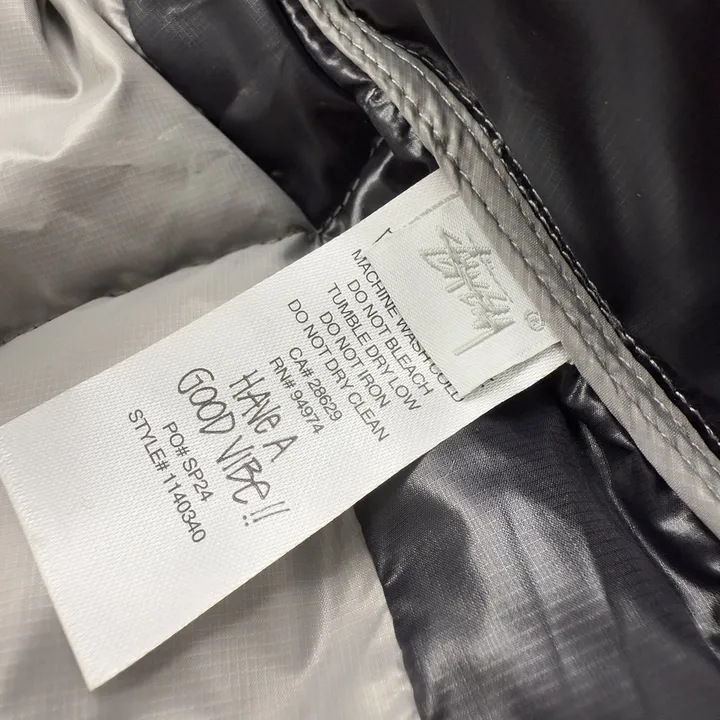 Stüssy
®
MACHINE WASH COLD
DO NOT BLEACH
TUMBLE DRY LOW
DO NOT IRON
DO NOT DRY CLEAN
CA# 28629
RN# 94974
HAVE A
GOOD VIBE!!
PO# SP24
STYLE# 1140340